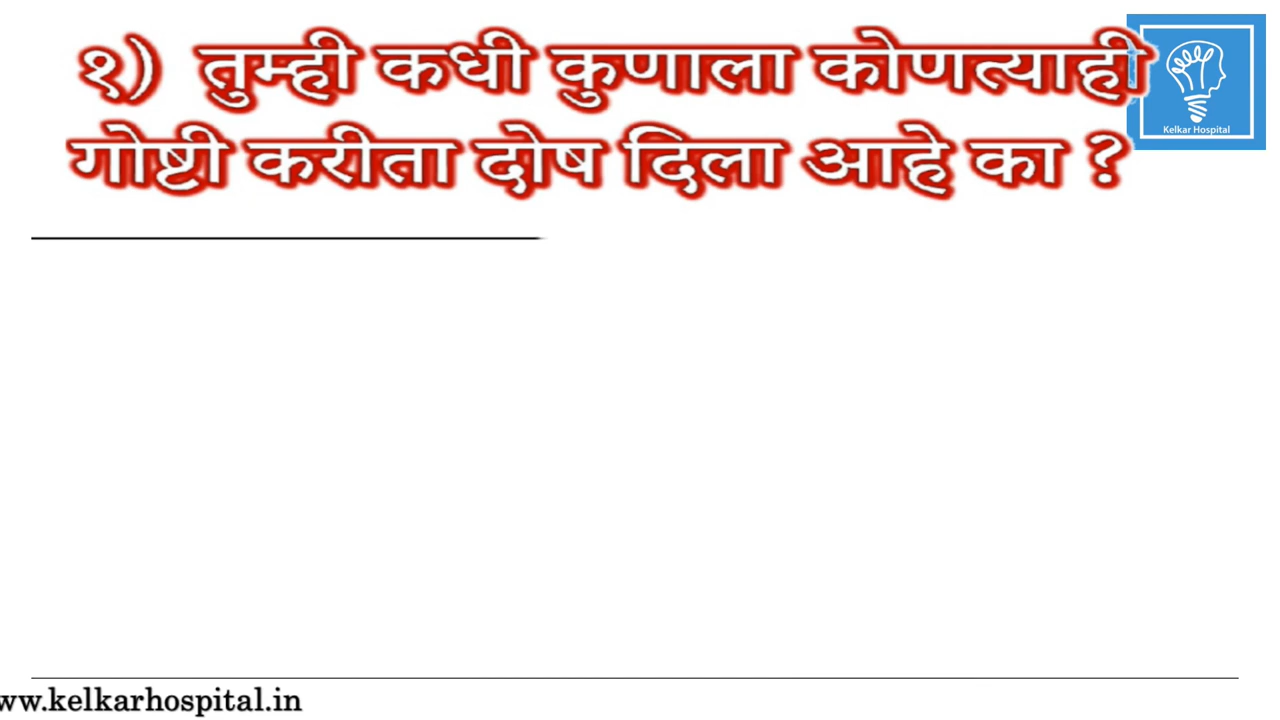 १) तुम्ही कधी कुणाला कोणत्याही
गोष्टी करीता दोष दिला आहे का ?
Kelkar Hospital
ww.kelkarhospital.in